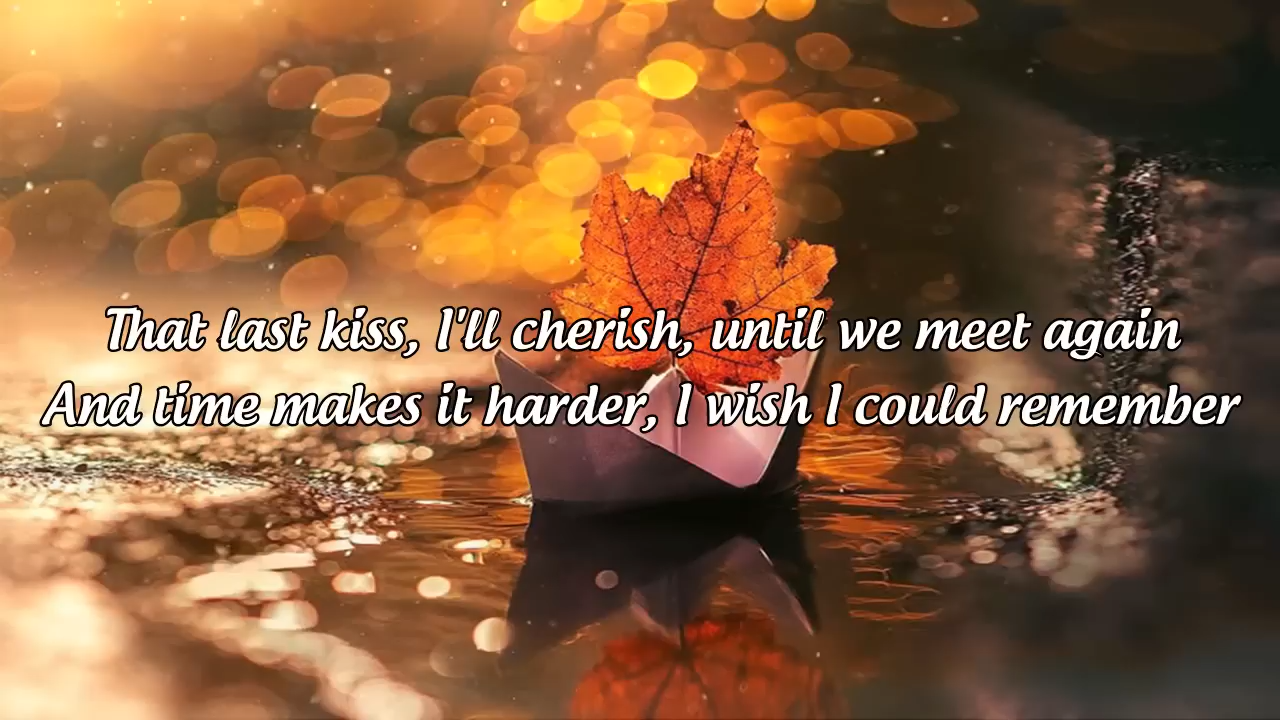 That last kiss, I'll cherish, until we meet again
And time makes it harder, I wish I could remember